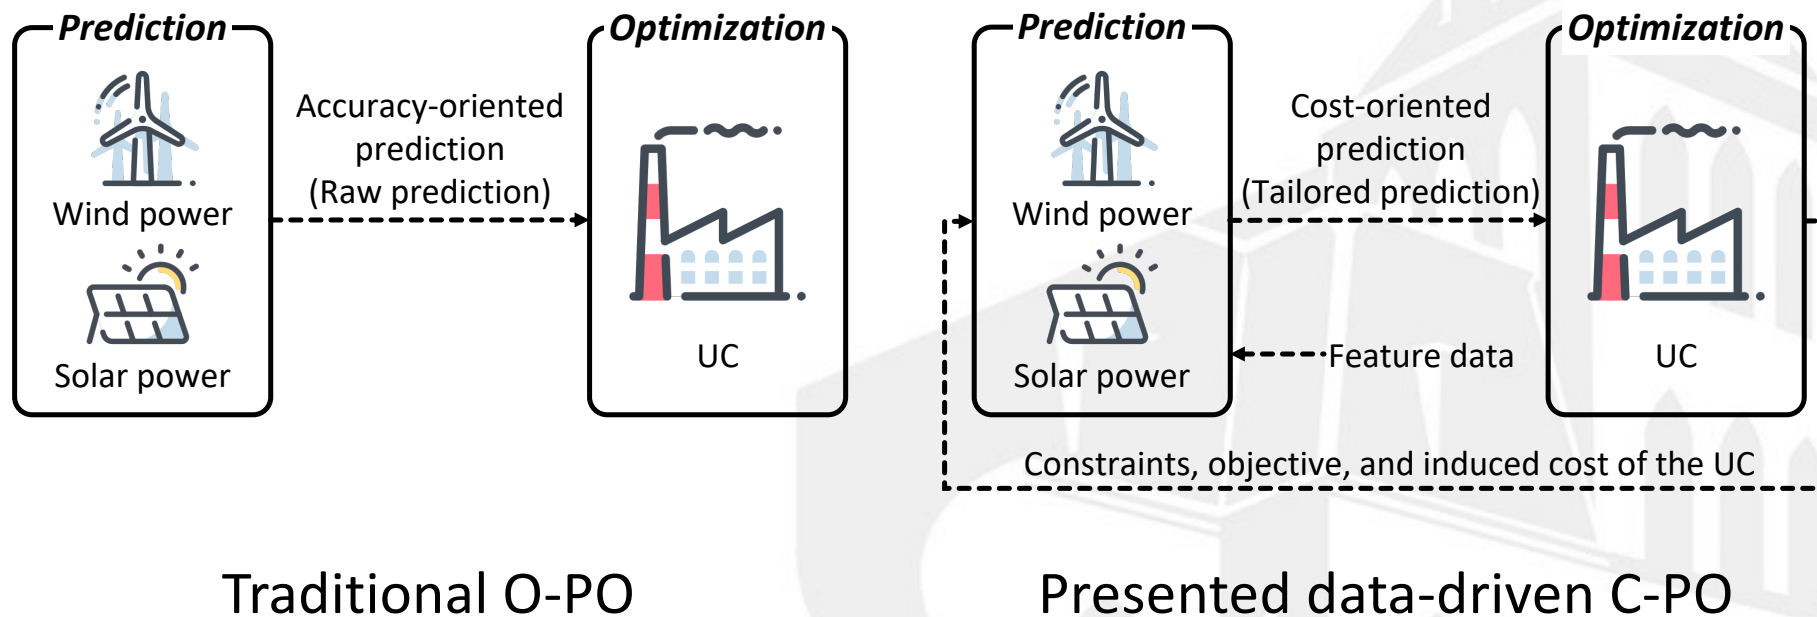 Prediction
Optimization
Accuracy-oriented
prediction
(Raw prediction)
Wind power
Solar power
UC
Traditional O-PO
Prediction
Optimization
Cost-oriented
prediction
(Tailored prediction)
Wind power
Feature data
Solar power
UC
Constraints, objective, and induced cost of the UC
Presented data-driven C-PO